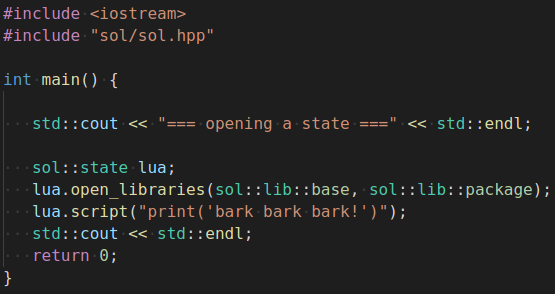 #include <iostream>
#include "sol/sol.hpp"
int main() {
std::cout << "=== opening a state ===" << std::endl;
sol::state lua;
lua.open_libraries(sol::lib::base, sol::lib::package);
lua.script("print('bark bark bark!')");
std::cout << std::endl;
return 0;
}